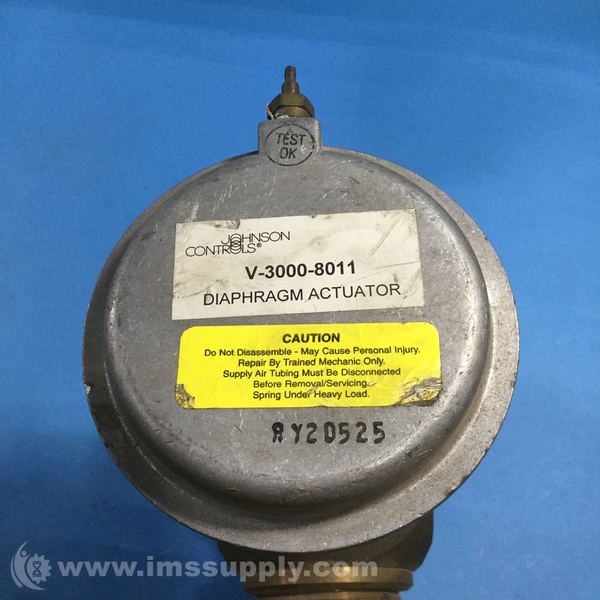 TEST
OK
JOHNSON
CONTROLS®
V-3000-8011
DIAPHRAGM ACTUATOR
CAUTION
Do Not Disassemble - May Cause Personal Injury.
Repair By Trained Mechanic Only.
Supply Air Tubing Must Be Disconnected
Before Removal/Servicing.
Spring Under Heavy Load.
AY20525
www.imssupply.com